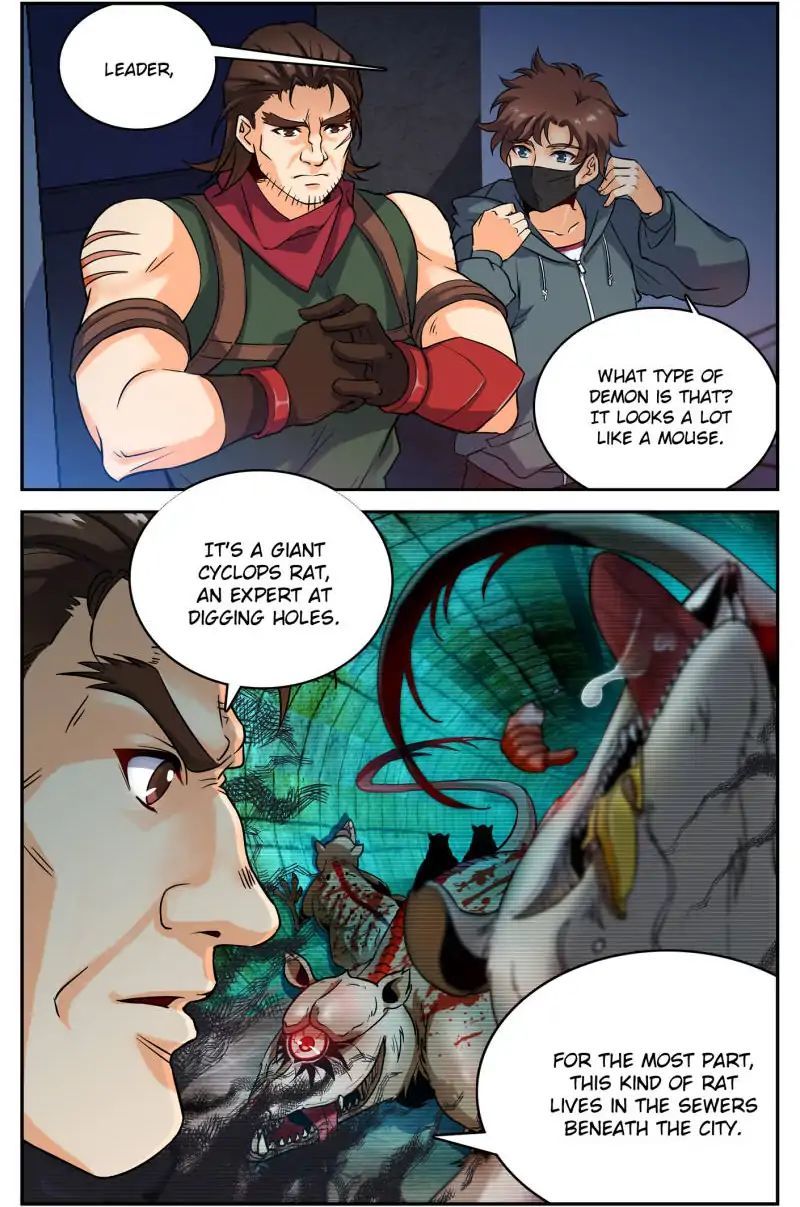 LEADER,
WHAT TYPE OF
DEMON IS THAT?
IT LOOKS A LOT
LIKE A MOUSE.
IT'S A GIANT
CYCLOPS RAT,
AN EXPERT AT
DIGGING HOLES.
FOR THE MOST PART,
THIS KIND OF RAT
LIVES IN THE SEWERS
BENEATH THE CITY.